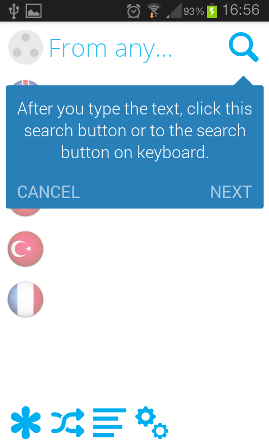 93% 16:56
From any...
After you type the text, click this
search button or to the search
button on keyboard.
CANCEL NEXT